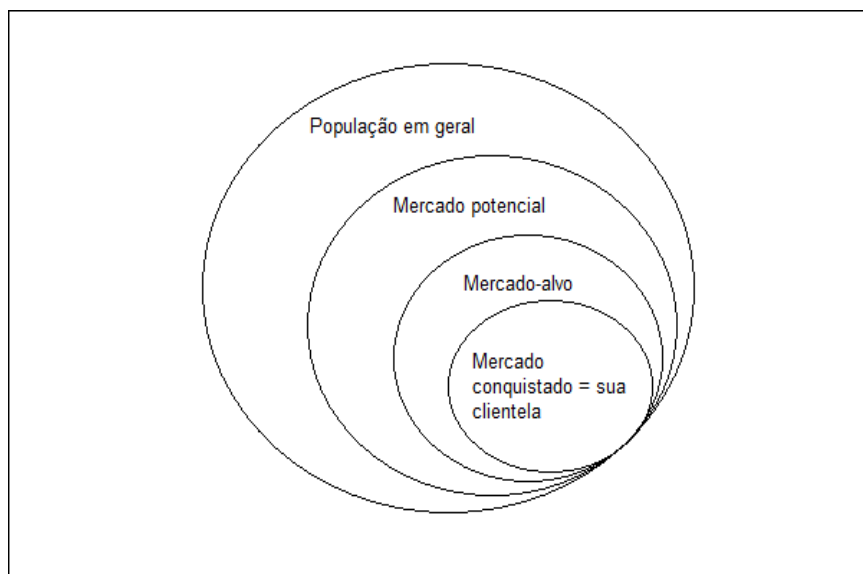 População em geral
Mercado potencial
Mercado-alvo
Mercado
conquistado = sua
clientela